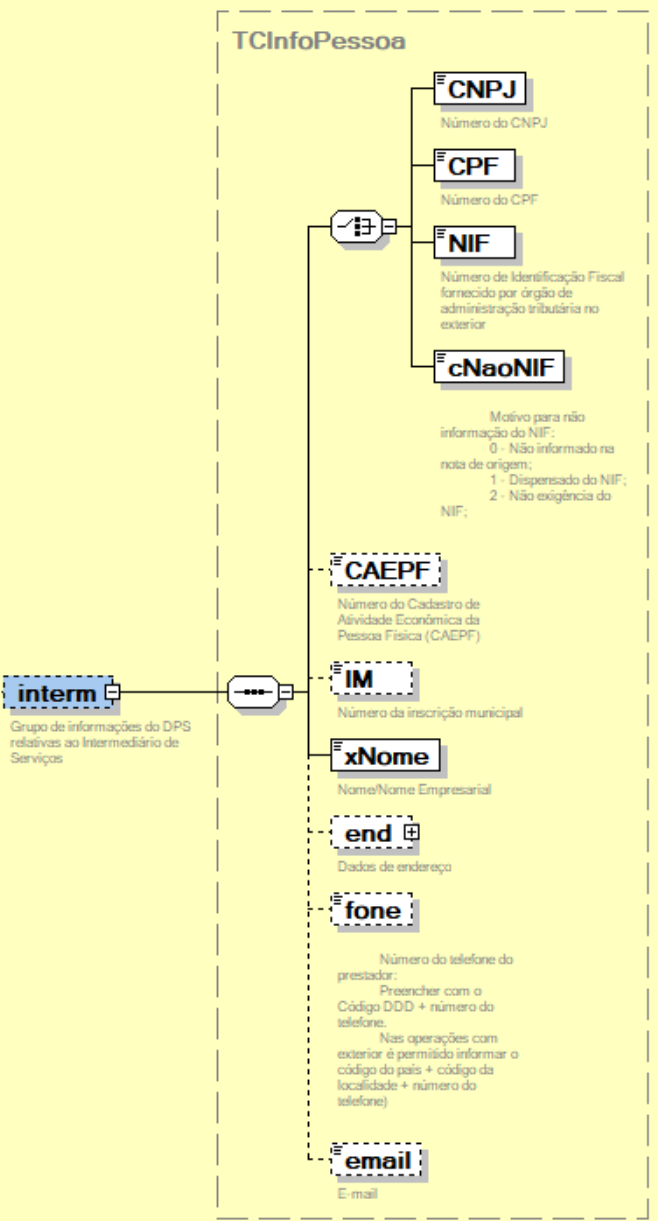 TCInfoPessoa
CNPJ
Número do CNPJ
CPF
Número do CPF
NIF
Número de Identificação Fiscal
fornecido por órgão de
administração tributária no
exterior
cNaoNIF
Motivo para não
informação do NIF:
0 - Não informado na
nota de origem;
1 - Dispensado do NIF;
2 - Não exigência do
NIF;
CAEPF
Número do Cadastro de
Atividade Econômica da
Pessoa Física (CAEPF)
IM
Número da inscrição municipal
interm
Grupo de informações do DPS
relativas ao Intermediário de
Serviços
xNome
Nome/Nome Empresarial
end
Dados de endereço
fone
Número do telefone do
prestador:
Preencher com o
Código DDD + número do
telefone.
Nas operações com
exterior é permitido informar o
código do país + código da
localidade + número do
telefone)
email
E-mail